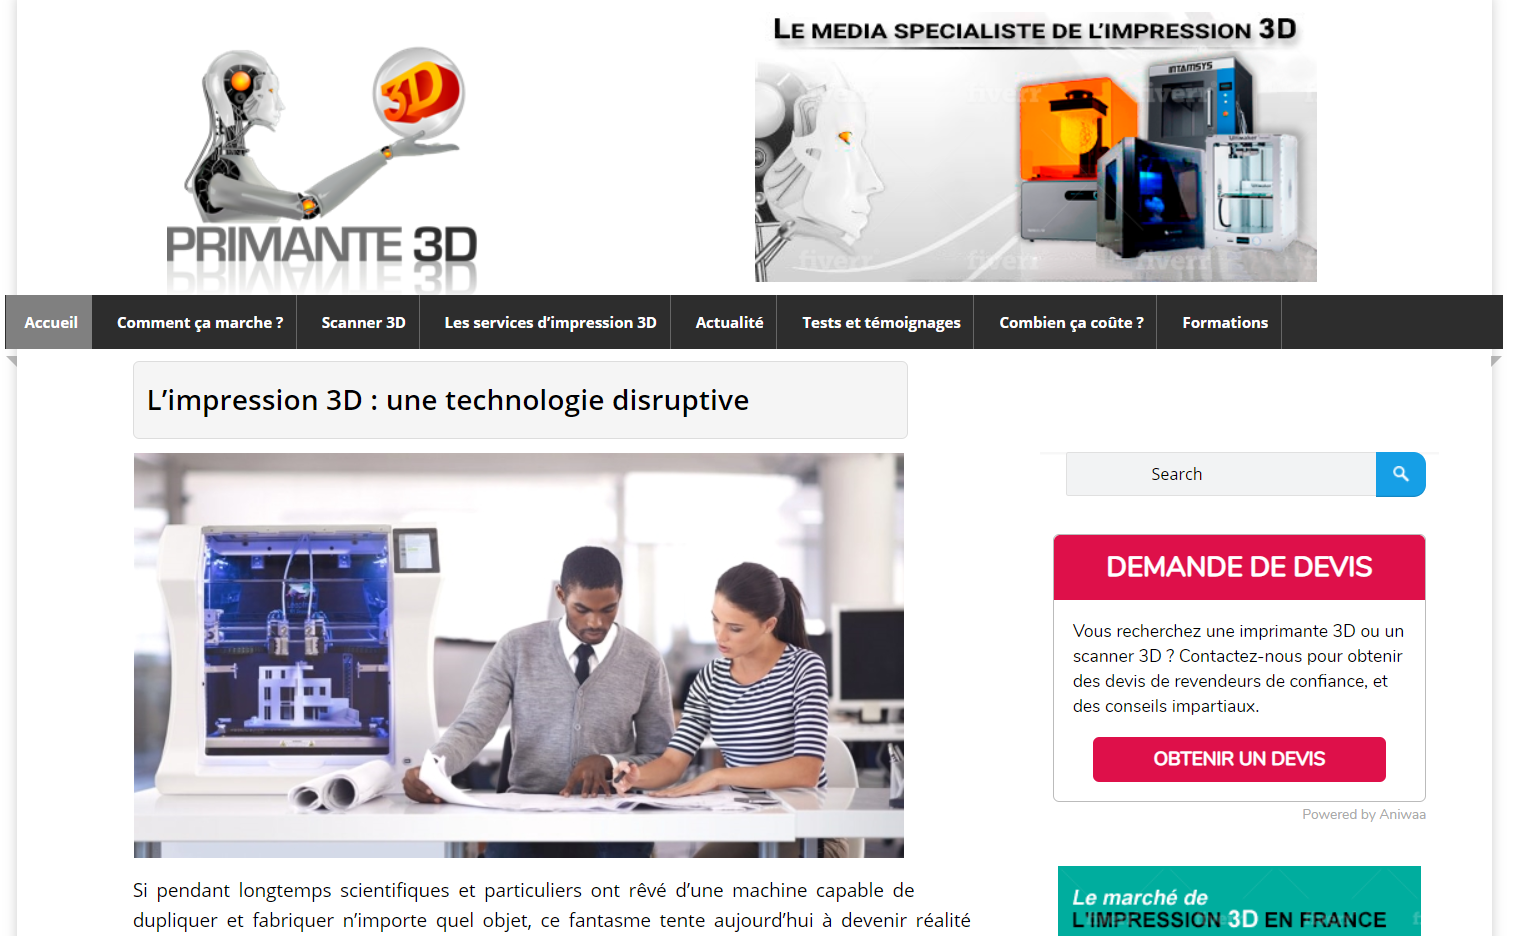 LE MEDIA SPECIALISTE DE L'IMPRESSION 3D
3D
INTAMSYS
Ultimaker
fiverr fiverr fiverr
fiverr fiverr fiverr
PRIMANTE 3D
Accueil Comment ça marche ? Scanner 3D Les services d’impression 3D Actualité Tests et témoignages Combien ça coûte ? Formations
L’impression 3D : une technologie disruptive
Search
DEMANDE DE DEVIS
Vous recherchez une imprimante 3D ou un
scanner 3D ? Contactez-nous pour obtenir
des devis de revendeurs de confiance, et
des conseils impartiaux.
OBTENIR UN DEVIS
Powered by Aniwaa
Si pendant longtemps scientifiques et particuliers ont rêvé d’une machine capable de
dupliquer et fabriquer n’importe quel objet, ce fantasme tente aujourd’hui à devenir réalité
Le marché de
L'IMPRESSION 3D EN FRANCE